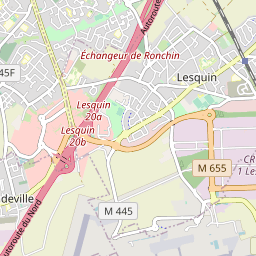 Autoroute
Échangeur de Ronchin
45F
Lesquin
Lesquin
20a
Lesquin
20b
M 655
CR
1 Les
deville
M 445
Autoroute du Nord